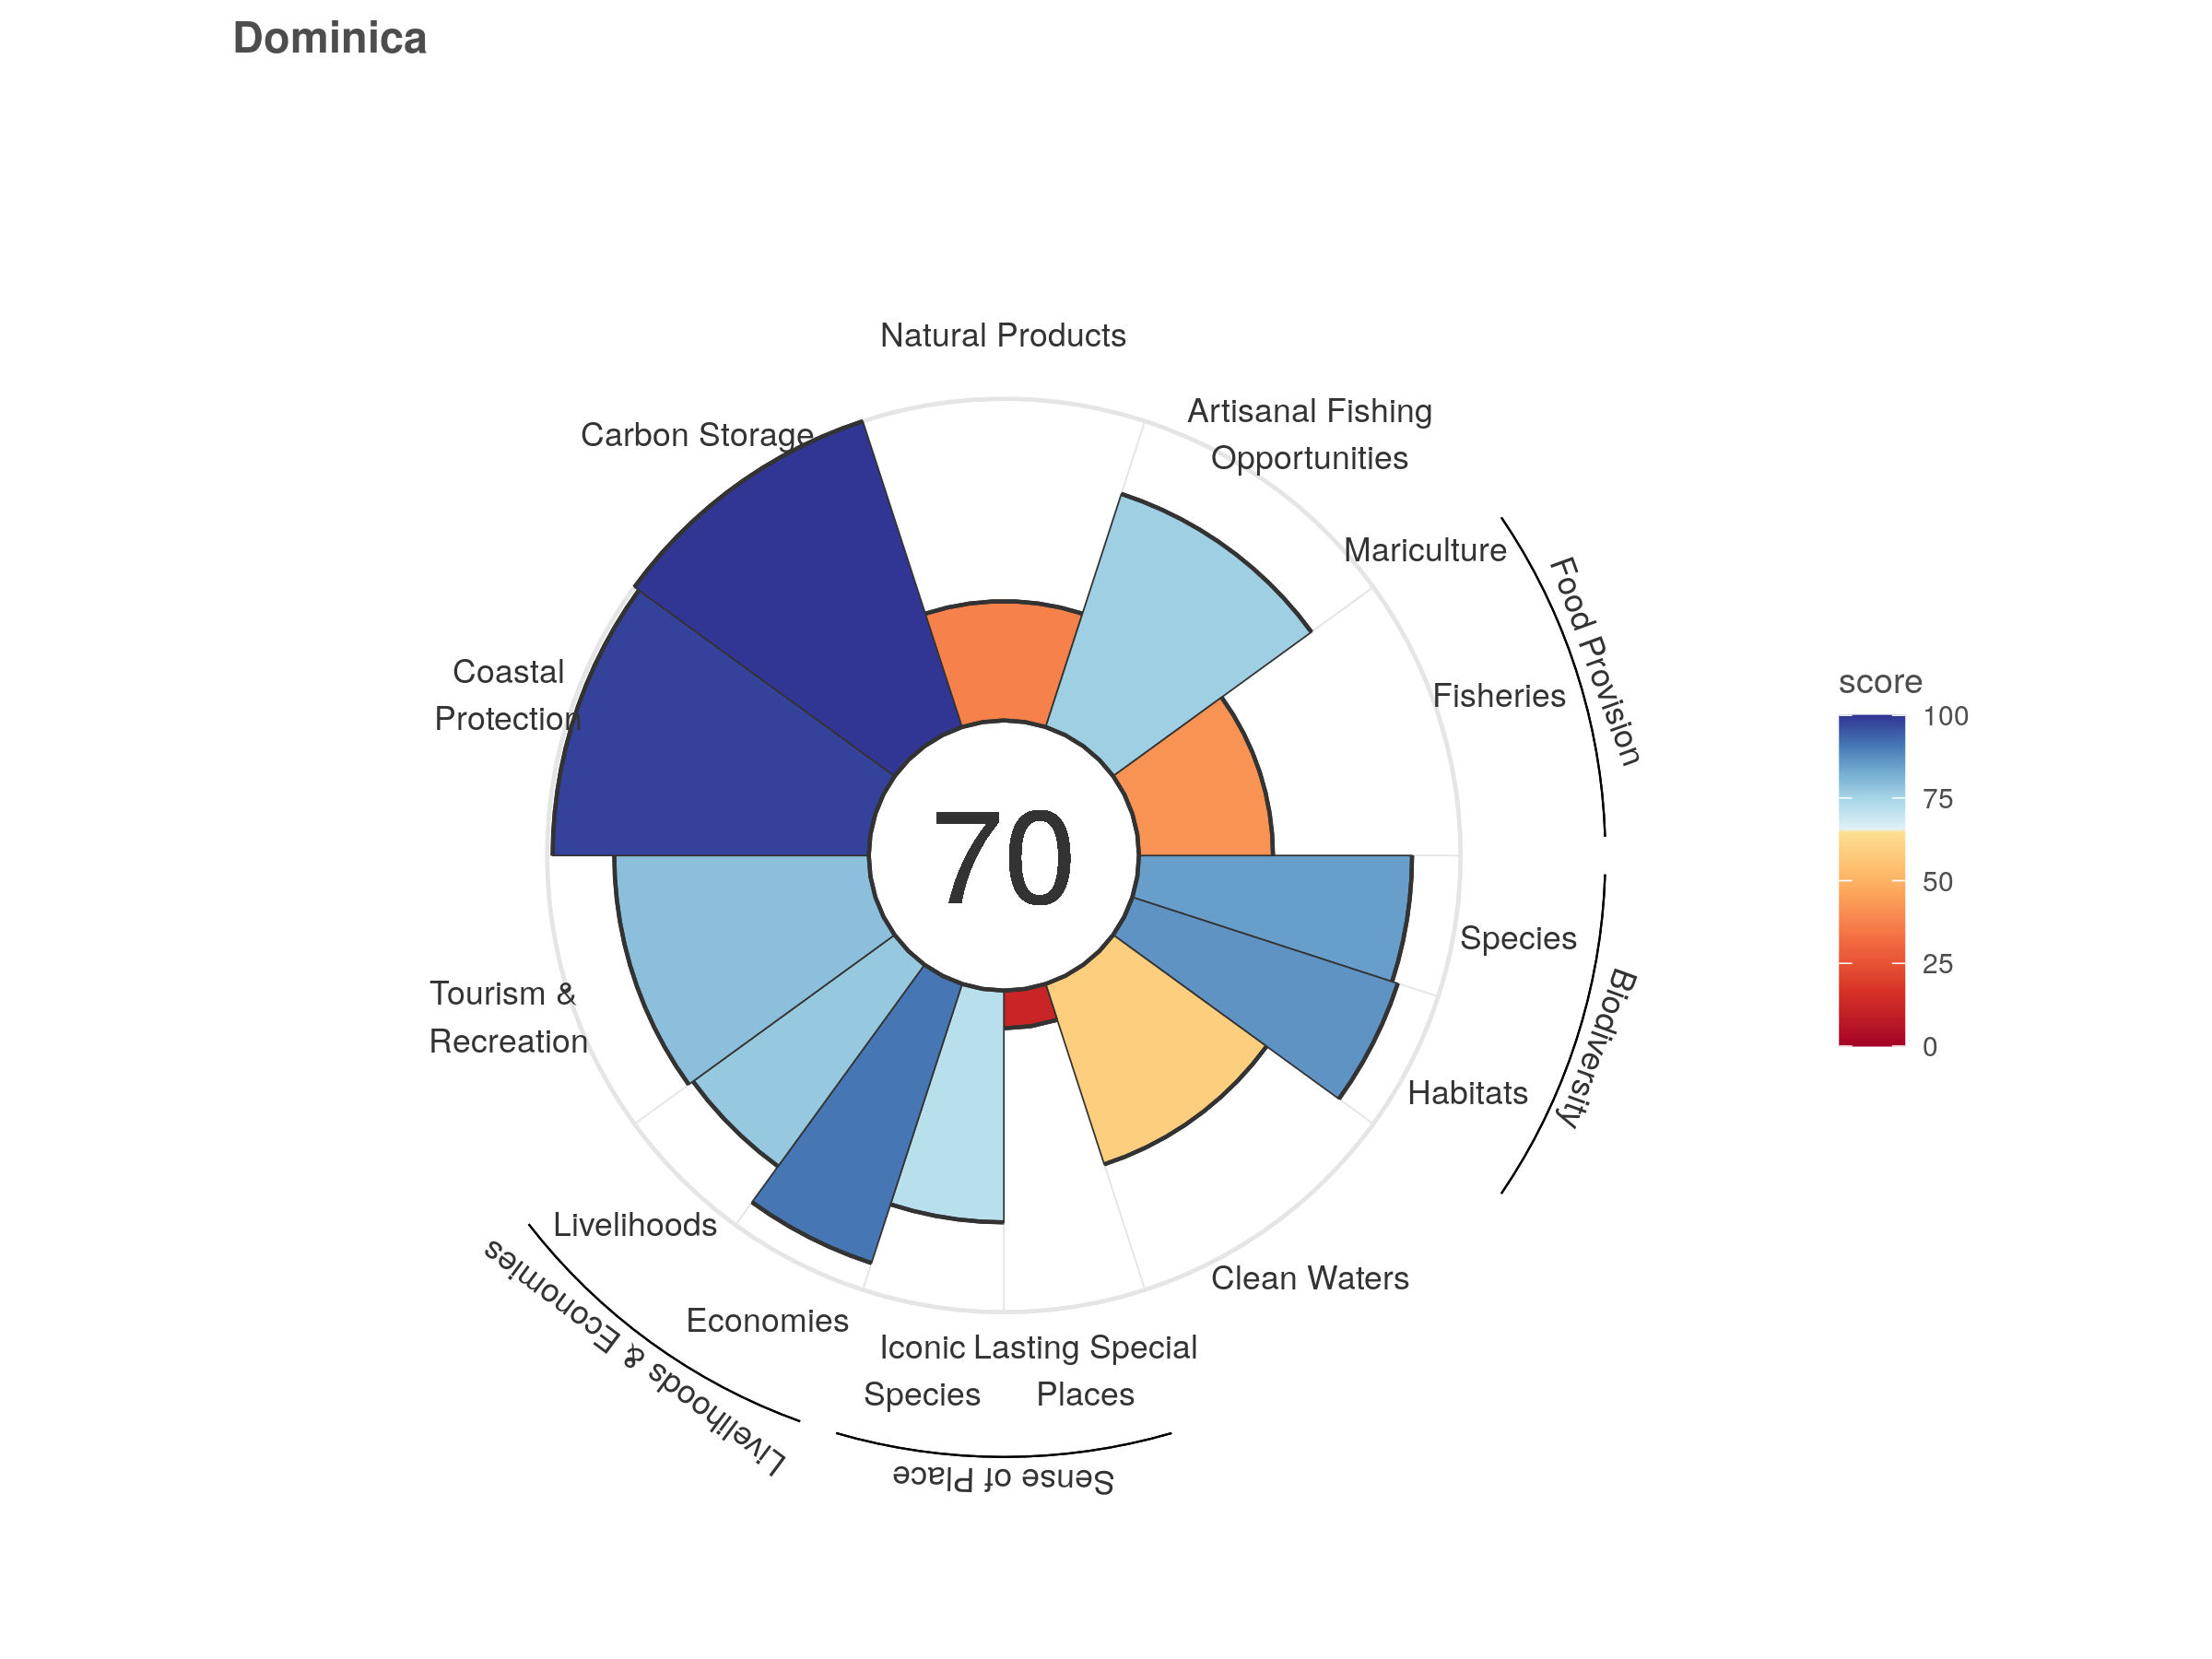 Dominica
Natural Products
Artisanal Fishing
Opportunities
Carbon Storage
Mariculture
Food Provision
Fisheries
Coastal
Protection
score
100
75
50
25
0
70
Species
Biodiversity
Tourism &
Recreation
Habitats
Livelihoods
Clean Waters
Economies
Livelihoods & Economies
Iconic
Species
Lasting Special
Places
Sense of Place